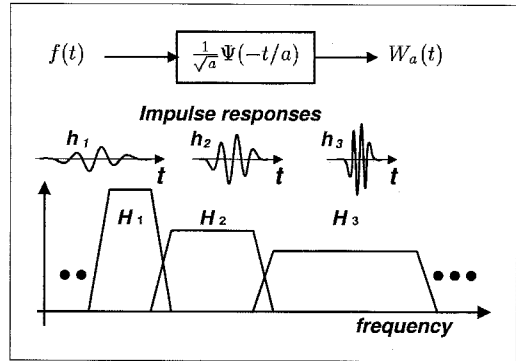 f(t) 1/√a Ψ(−t/a) W_a(t)
Impulse responses
h₁ h₂ h₃
t t t
H₁ H₂ H₃
frequency